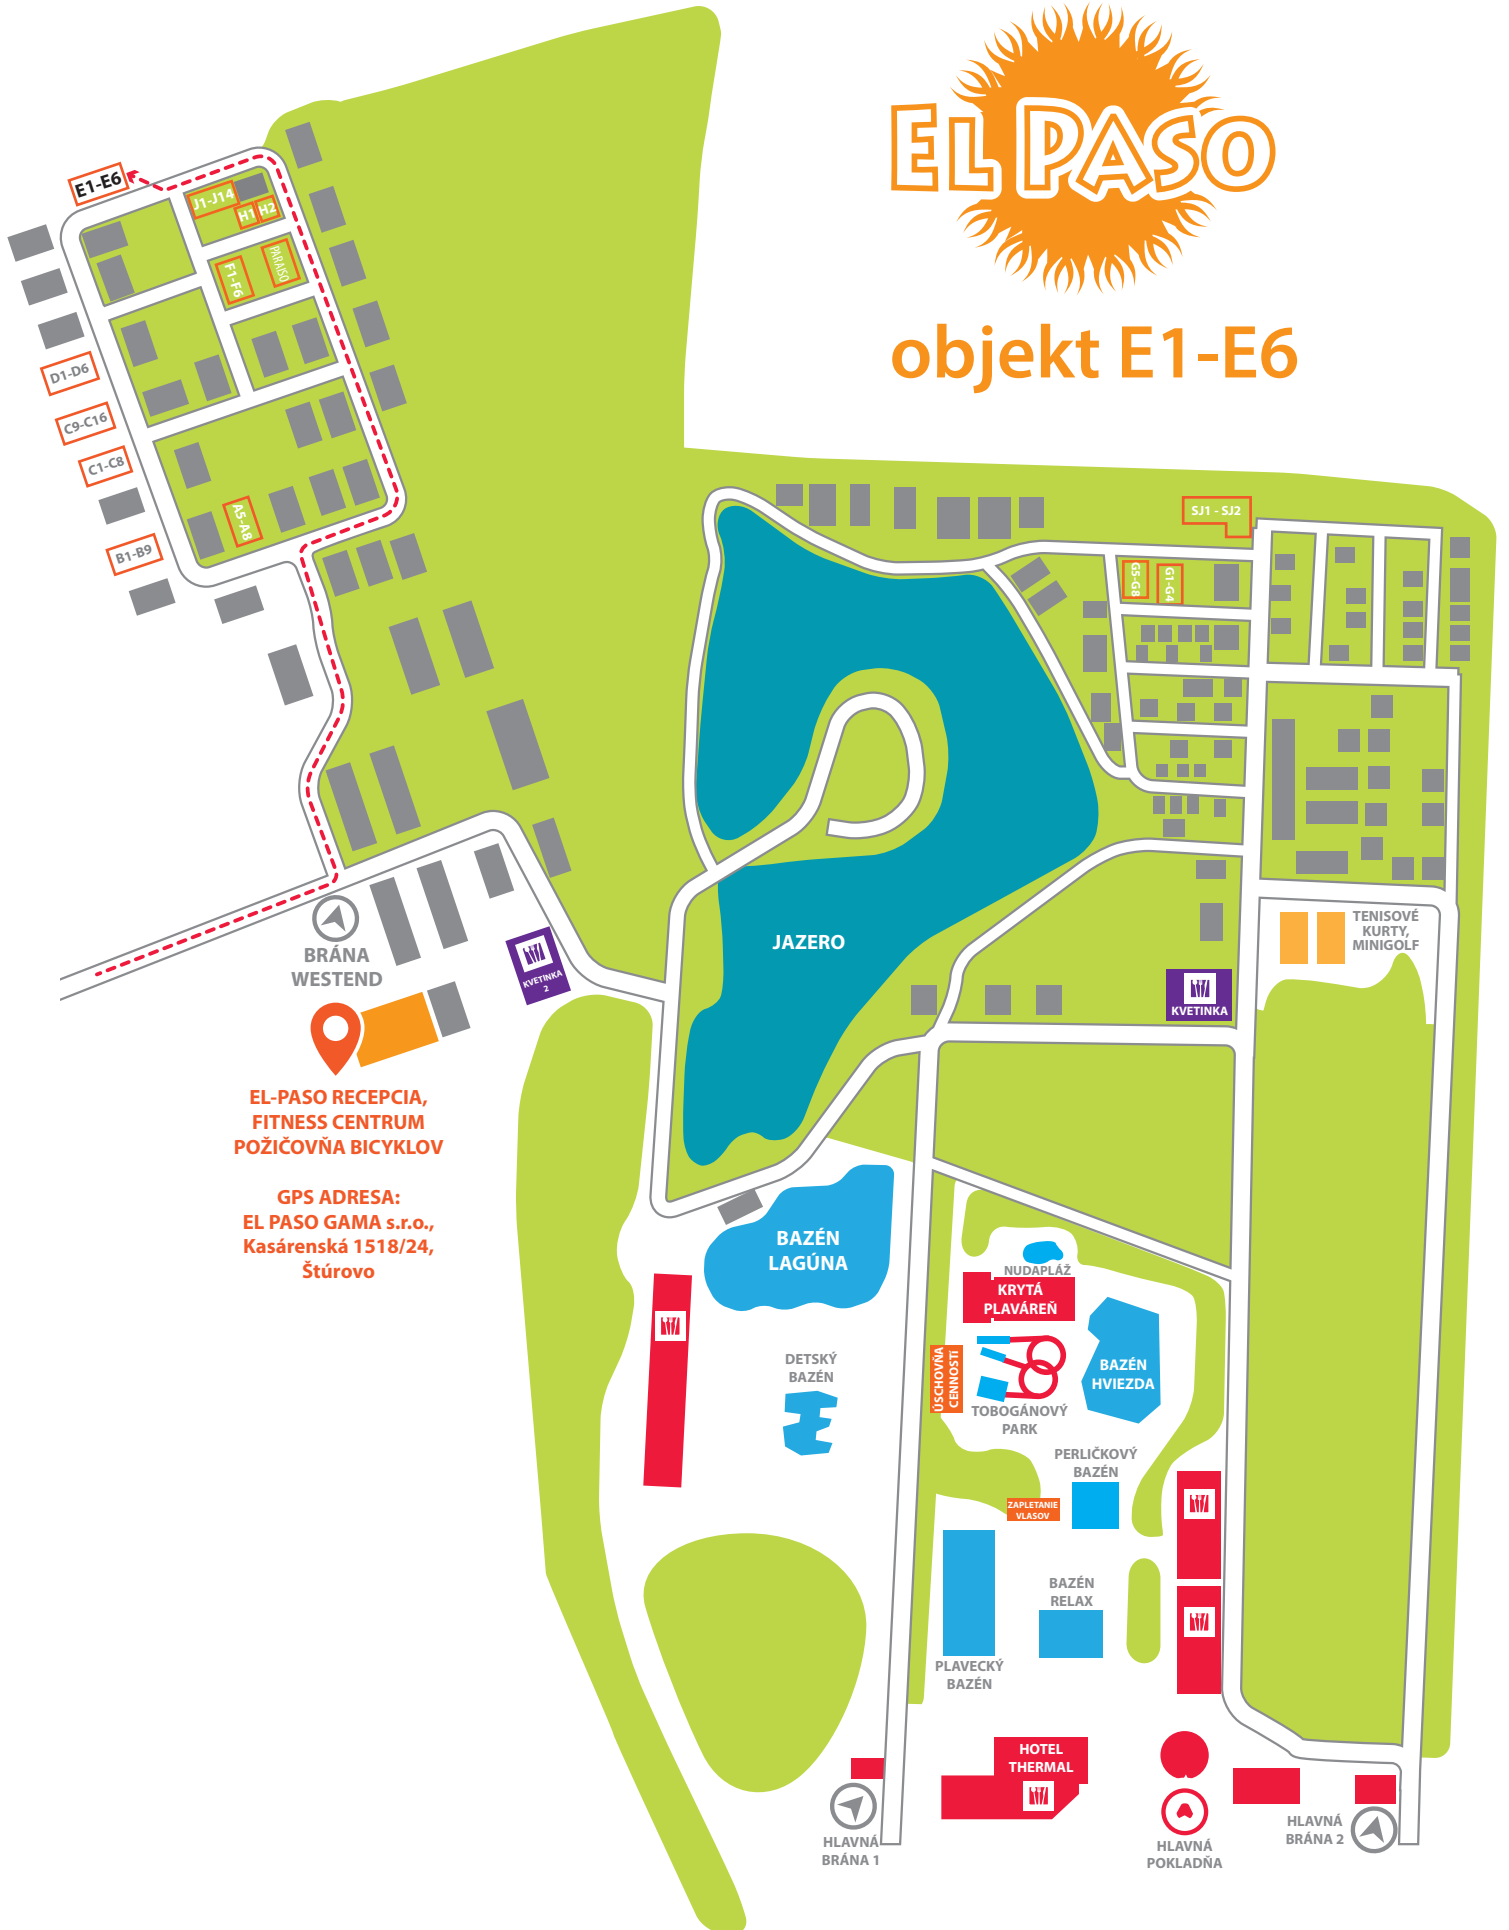 EL PASO
objekt E1-E6
E1-E6
J1-J14
H1
H2
PARAISO
F1-F6
D1-D6
C9-C16
C1-C8
B1-B9
A5-A8
SJ1 - SJ2
G5-G8
G1-G4
BRÁNA
WESTEND
KVETINKA
2
JAZERO
TENISOVÉ
KURTY,
MINIGOLF
KVETINKA
EL-PASO RECEPCIA,
FITNESS CENTRUM
POŽIČOVŇA BICYKLOV
GPS ADRESA:
EL PASO GAMA s.r.o.,
Kasárenská 1518/24,
Štúrovo
BAZÉN
LAGÚNA
NUDAPLÁŽ
KRYTÁ
PLAVÁREŇ
DETSKÝ
BAZÉN
ÚSCHOVŇA
CENNOSTÍ
BAZÉN
HVIEZDA
TOBOGÁNOVÝ
PARK
PERLIČKOVÝ
BAZÉN
ZAPLETANIE
VLASOV
BAZÉN
RELAX
PLAVECKÝ
BAZÉN
HOTEL
THERMAL
HLAVNÁ
BRÁNA 1
HLAVNÁ
POKLADŇA
HLAVNÁ
BRÁNA 2